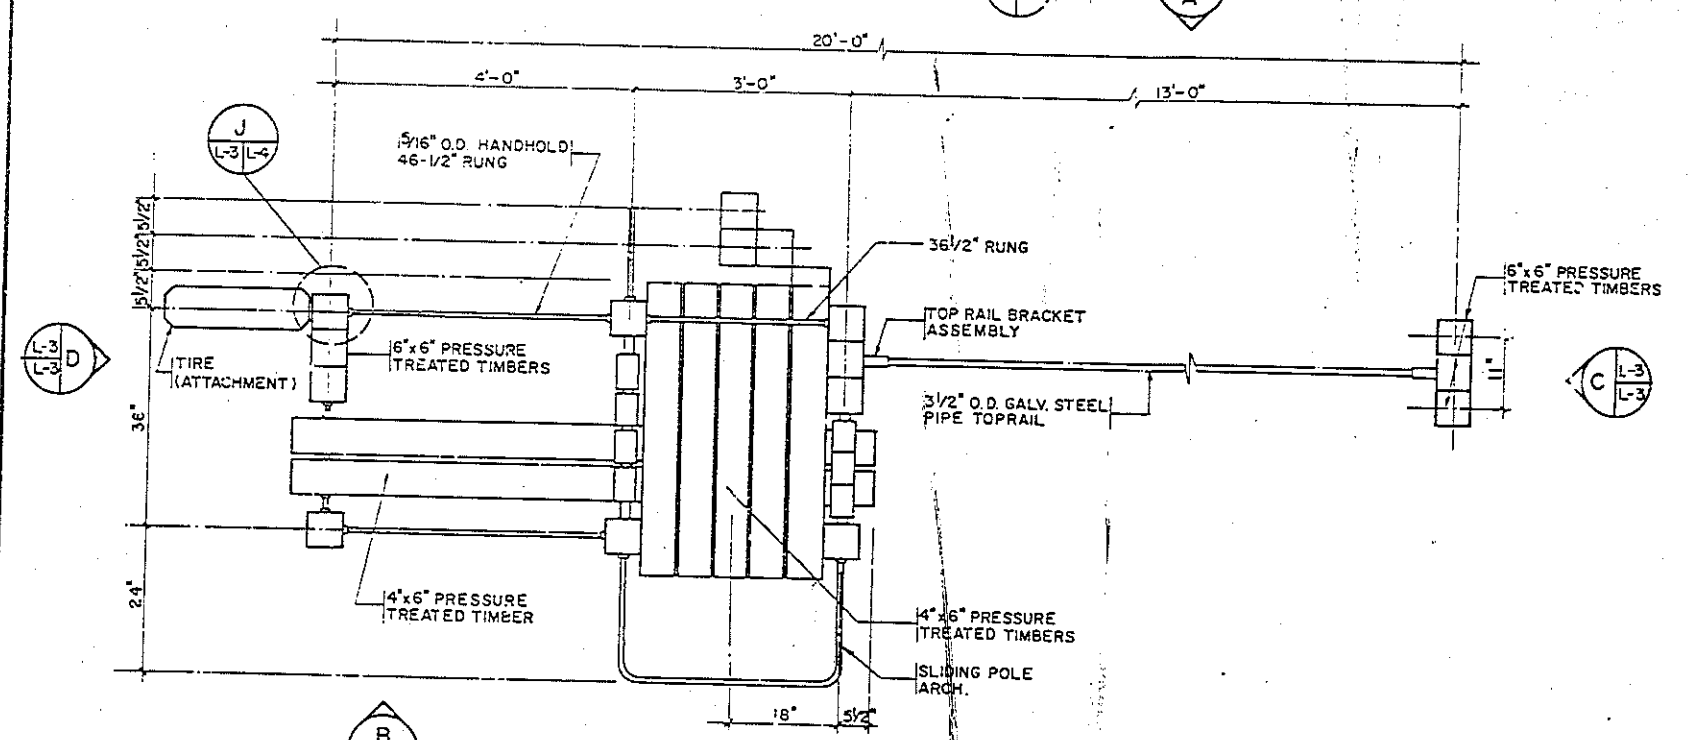 A
20'-0"
4'-0"
3'-0"
13'-0"
J
L-3 L-4
15/16" O.D. HANDHOLD
46-1/2" RUNG
5 1/2"
5 1/2"
5 1/2"
36 1/2" RUNG
6"x6" PRESSURE
TREATED TIMBERS
TOP RAIL BRACKET
ASSEMBLY
L-3
L-3
D
TIRE
(ATTACHMENT)
6"x6" PRESSURE
TREATED TIMBERS
C
L-3
L-3
11"
3 1/2" O.D. GALV. STEEL
PIPE TOPRAIL
36"
24"
4"x6" PRESSURE
TREATED TIMBER
4"x6" PRESSURE
TREATED TIMBERS
SLIDING POLE
ARCH.
18"
5 1/2"
B